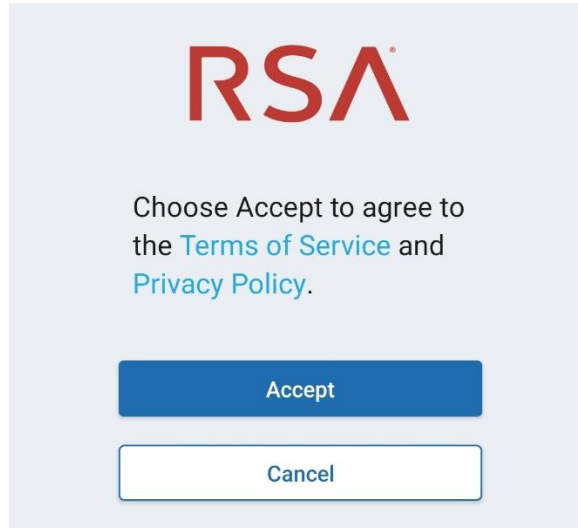 RSA®
Choose Accept to agree to
the Terms of Service and
Privacy Policy.
Accept
Cancel